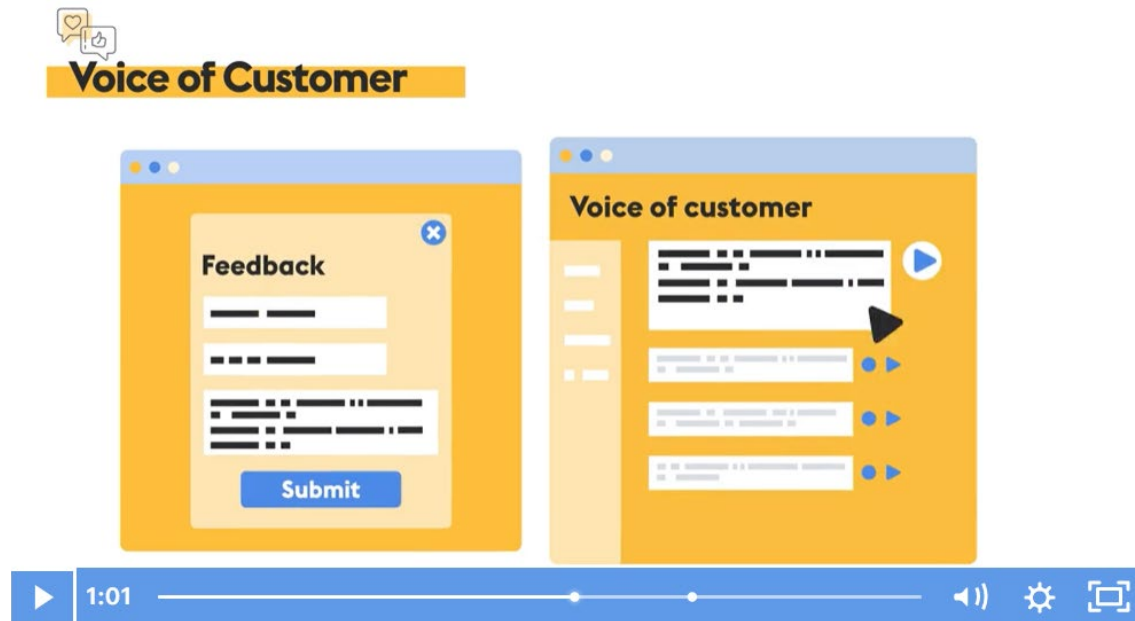 Voice of Customer
Feedback
Submit
Voice of customer
1:01